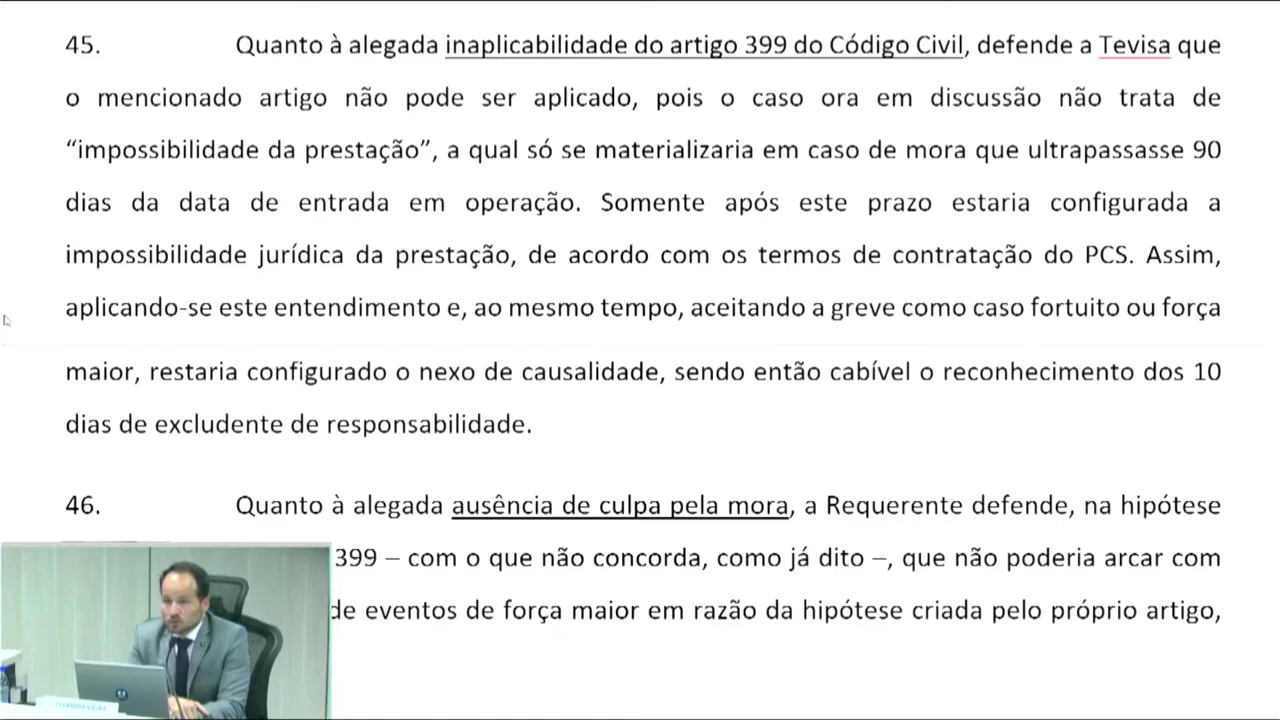 45. Quanto à alegada inaplicabilidade do artigo 399 do Código Civil, defende a Tevisa que
o mencionado artigo não pode ser aplicado, pois o caso ora em discussão não trata de
“impossibilidade da prestação”, a qual só se materializaria em caso de mora que ultrapassasse 90
dias da data de entrada em operação. Somente após este prazo estaria configurada a
impossibilidade jurídica da prestação, de acordo com os termos de contratação do PCS. Assim,
aplicando-se este entendimento e, ao mesmo tempo, aceitando a greve como caso fortuito ou força
maior, restaria configurado o nexo de causalidade, sendo então cabível o reconhecimento dos 10
dias de excludente de responsabilidade.
46. Quanto à alegada ausência de culpa pela mora, a Requerente defende, na hipótese
399 – com o que não concorda, como já dito –, que não poderia arcar com
de eventos de força maior em razão da hipótese criada pelo próprio artigo,